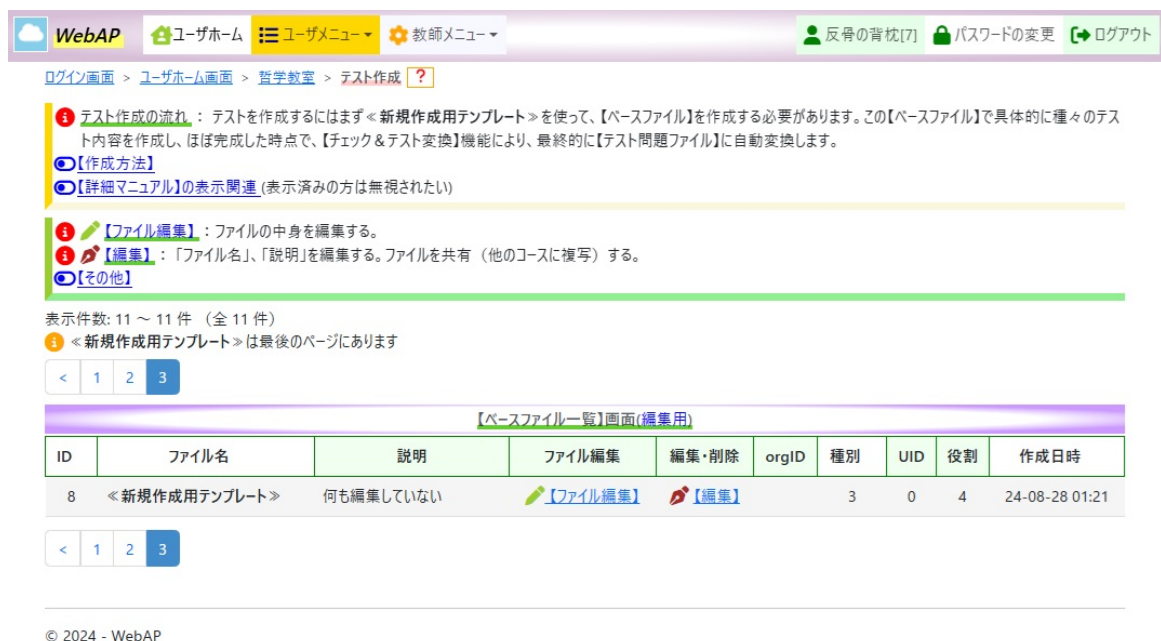 WebAP ユーザホーム ユーザメニュー 教師メニュー 反骨の背枕[7] パスワードの変更 ログアウト
ログイン画面 > ユーザホーム画面 > 哲学教室 > テスト作成 ?
テスト作成の流れ : テストを作成するにはまず≪新規作成用テンプレート≫を使って、【ベースファイル】を作成する必要があります。この【ベースファイル】で具体的に種々のテス
ト内容を作成し、ほぼ完成した時点で、【チェック&テスト変換】機能により、最終的に【テスト問題ファイル】に自動変換します。
【作成方法】
【詳細マニュアル】の表示関連 (表示済みの方は無視されたい)
【ファイル編集】 : ファイルの中身を編集する。
【編集】 : 「ファイル名」、「説明」を編集する。ファイルを共有 (他のコースに複写) する。
【その他】
表示件数: 11 ～ 11 件 (全 11 件)
≪新規作成用テンプレート≫は最後のページにあります
< 1 2 3
【ベースファイル一覧】画面(編集用)
ID ファイル名 説明 ファイル編集 編集・削除 orgID 種別 UID 役割 作成日時
8 ≪新規作成用テンプレート≫ 何も編集していない 【ファイル編集】 【編集】 3 0 4 24-08-28 01:21
< 1 2 3
© 2024 - WebAP